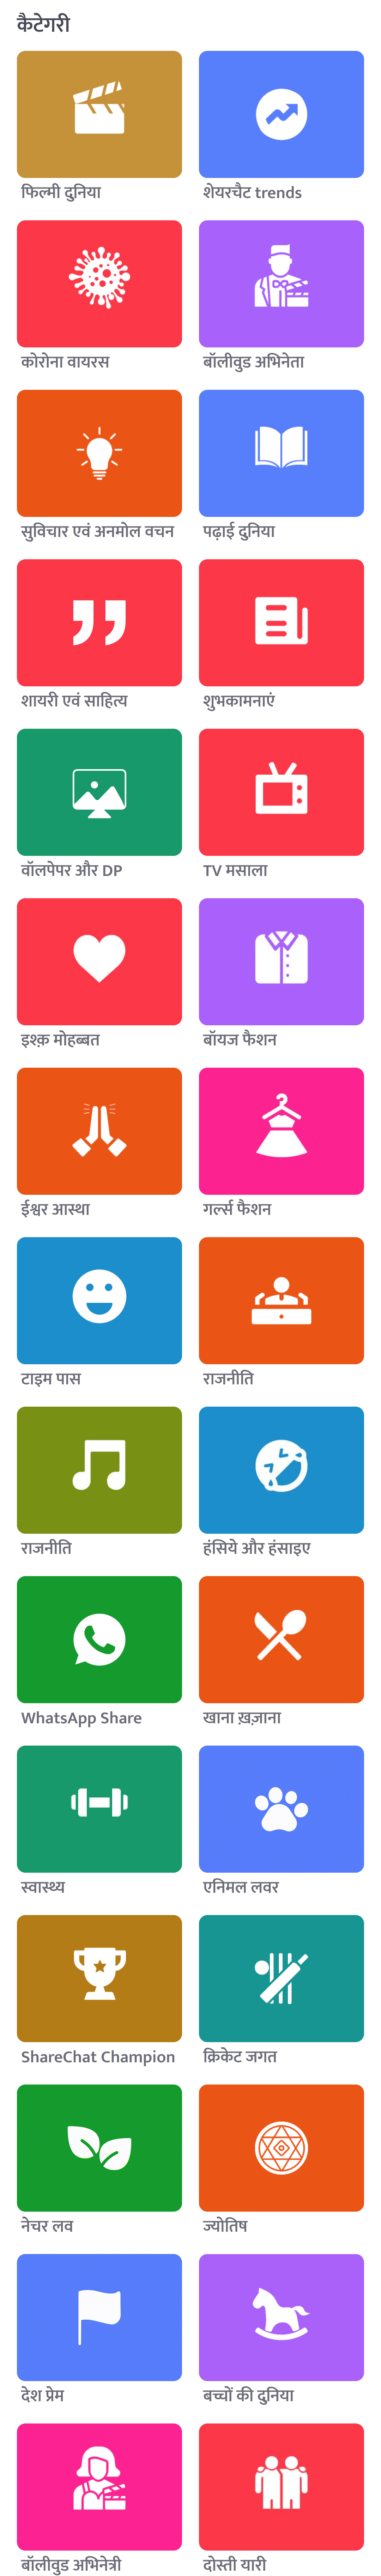 कैटेगरी
फिल्मी दुनिया
शेयरचैट trends
कोरोना वायरस
बॉलीवुड अभिनेता
सुविचार एवं अनमोल वचन
पढ़ाई दुनिया
शायरी एवं साहित्य
शुभकामनाएं
वॉलपेपर और DP
TV मसाला
इश्क़ मोहब्बत
बॉयज फैशन
ईश्वर आस्था
गर्ल्स फैशन
टाइम पास
राजनीति
राजनीति
हंसिये और हंसाइए
WhatsApp Share
खाना ख़ज़ाना
स्वास्थ्य
एनिमल लवर
ShareChat Champion
क्रिकेट जगत
नेचर लव
ज्योतिष
देश प्रेम
बच्चों की दुनिया
बॉलीवुड अभिनेत्री
दोस्ती यारी